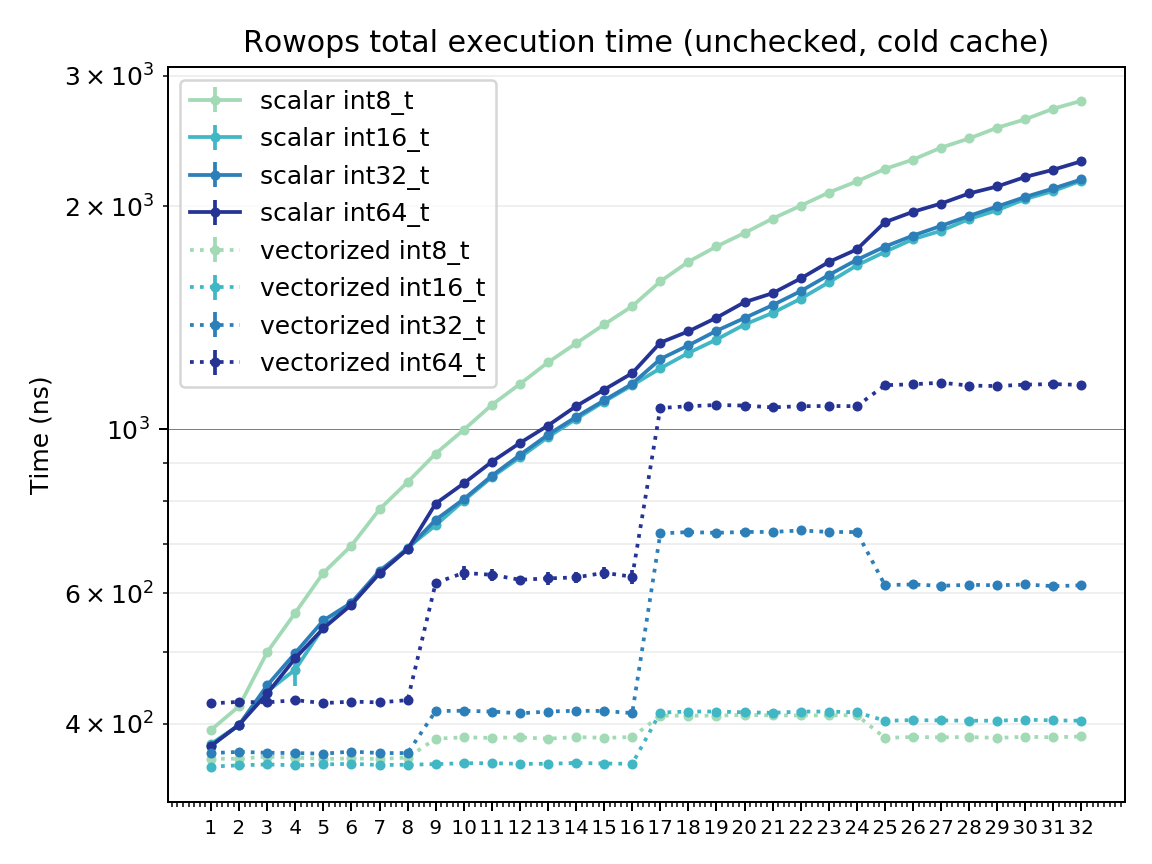 Rowops total execution time (unchecked, cold cache)
3 × 10³
scalar int8_t
scalar int16_t
scalar int32_t
scalar int64_t
2 × 10³
vectorized int8_t
vectorized int16_t
vectorized int32_t
vectorized int64_t
Time (ns)
10³
6 × 10²
4 × 10²
1 2 3 4 5 6 7 8 9 10 11 12 13 14 15 16 17 18 19 20 21 22 23 24 25 26 27 28 29 30 31 32